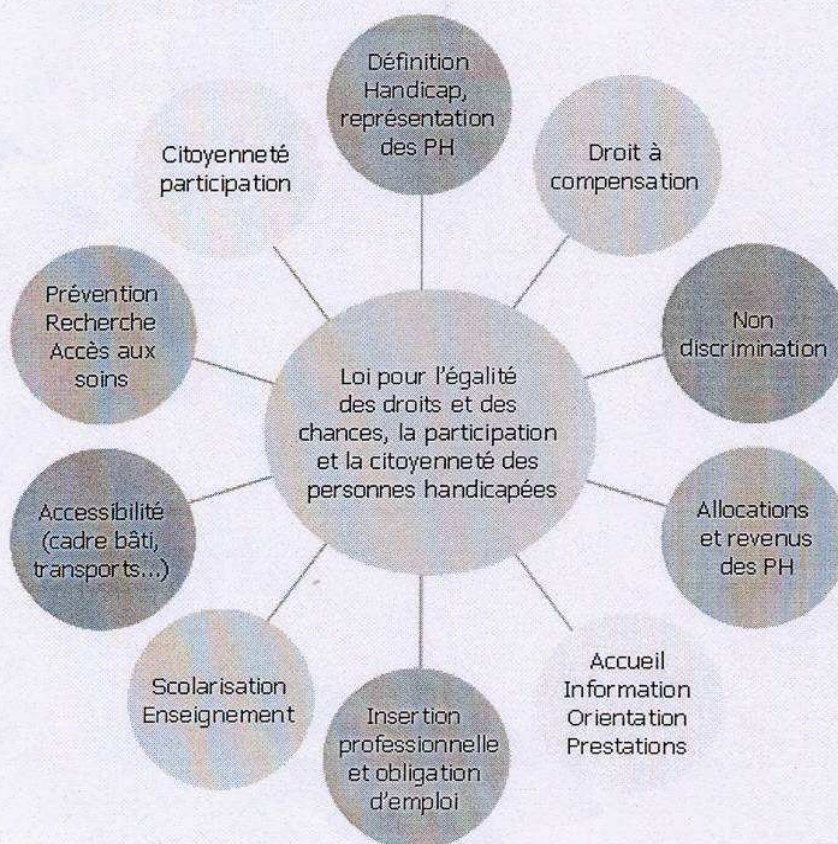 Définition
Handicap,
représentation
des PH
Droit à
compensation
Non
discrimination
Allocations
et revenus
des PH
Accueil
Information
Orientation
Prestations
Insertion
professionnelle
et obligation
d'emploi
Scolarisation
Enseignement
Accessibilité
(cadre bâti,
transports...)
Prévention
Recherche
Accès aux
soins
Citoyenneté
participation
Loi pour l'égalité
des droits et des
chances, la participation
et la citoyenneté des
personnes handicapées